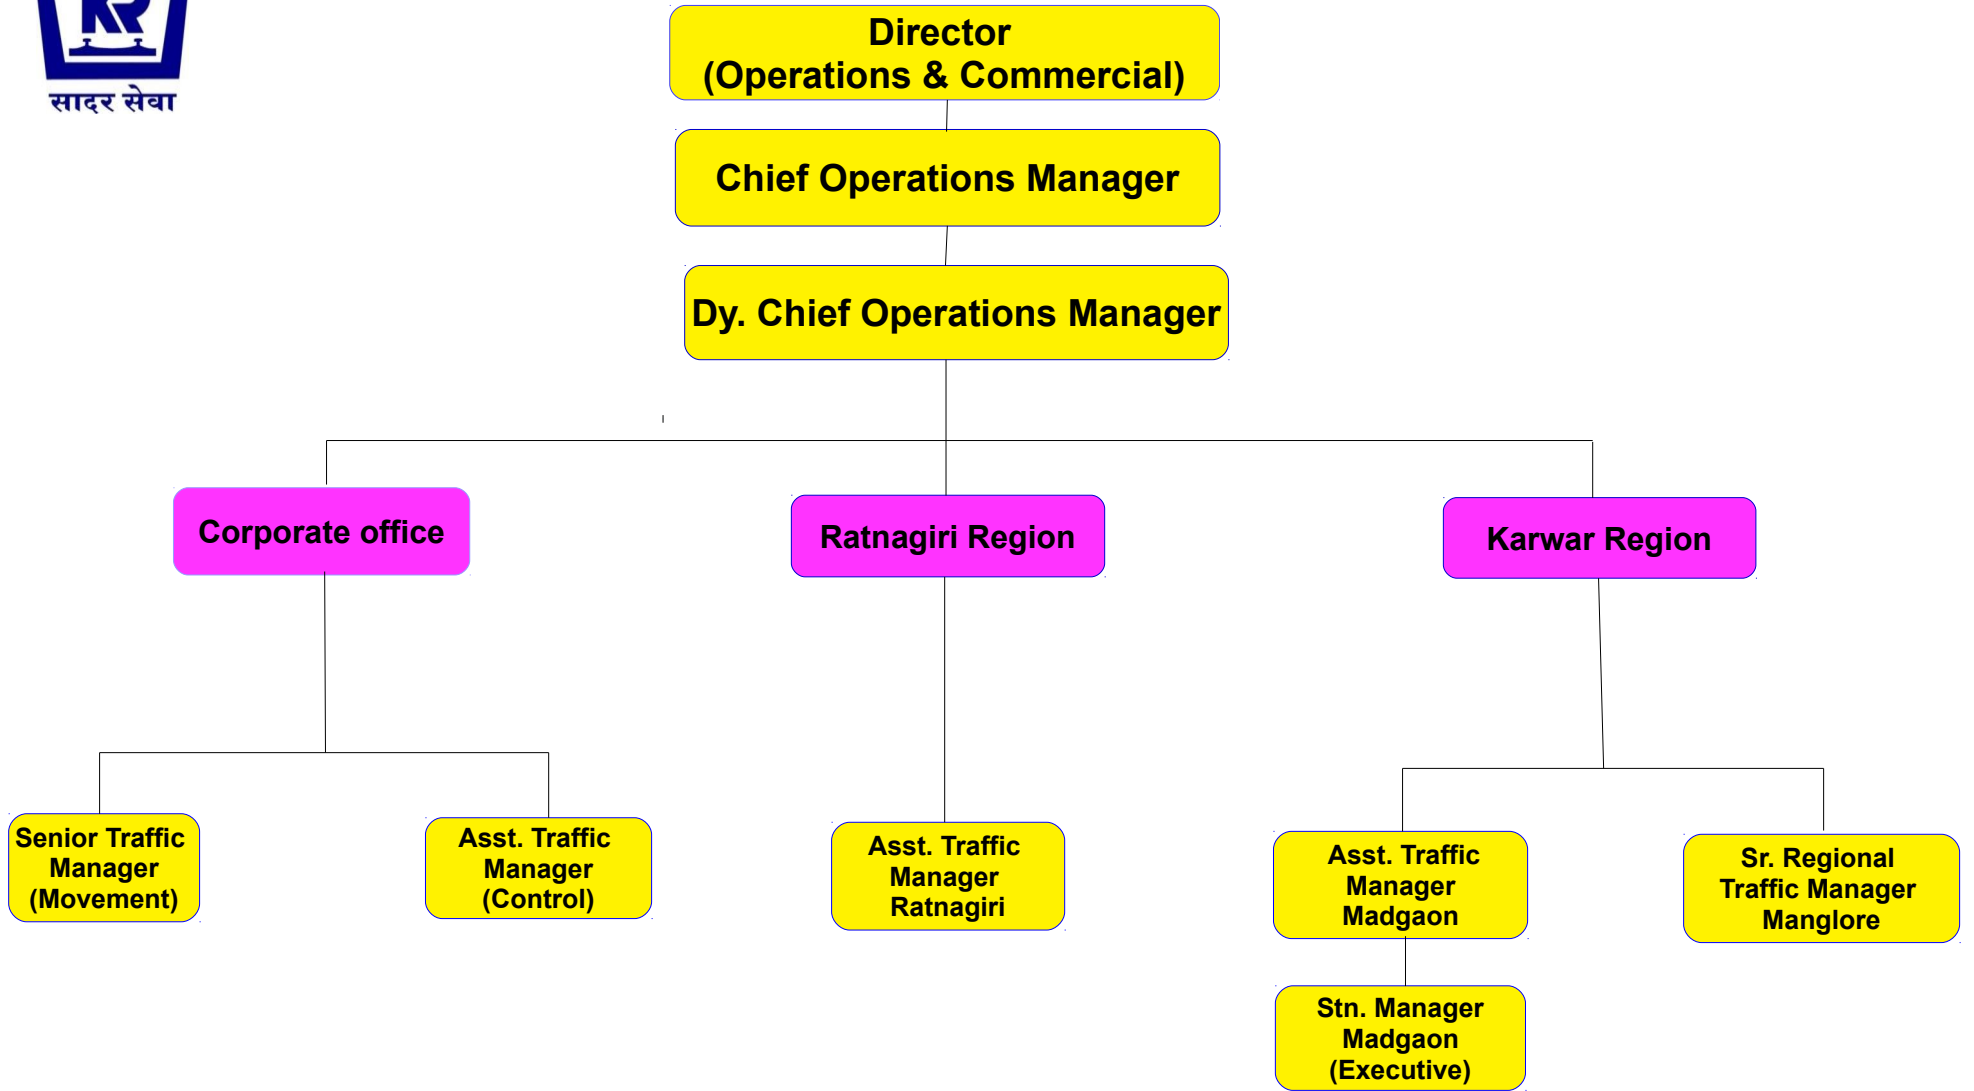 KR
सादर सेवा
Director
(Operations & Commercial)
Chief Operations Manager
Dy. Chief Operations Manager
Corporate office
Ratnagiri Region
Karwar Region
Senior Traffic
Manager
(Movement)
Asst. Traffic
Manager
(Control)
Asst. Traffic
Manager
Ratnagiri
Asst. Traffic
Manager
Madgaon
Sr. Regional
Traffic Manager
Manglore
Stn. Manager
Madgaon
(Executive)